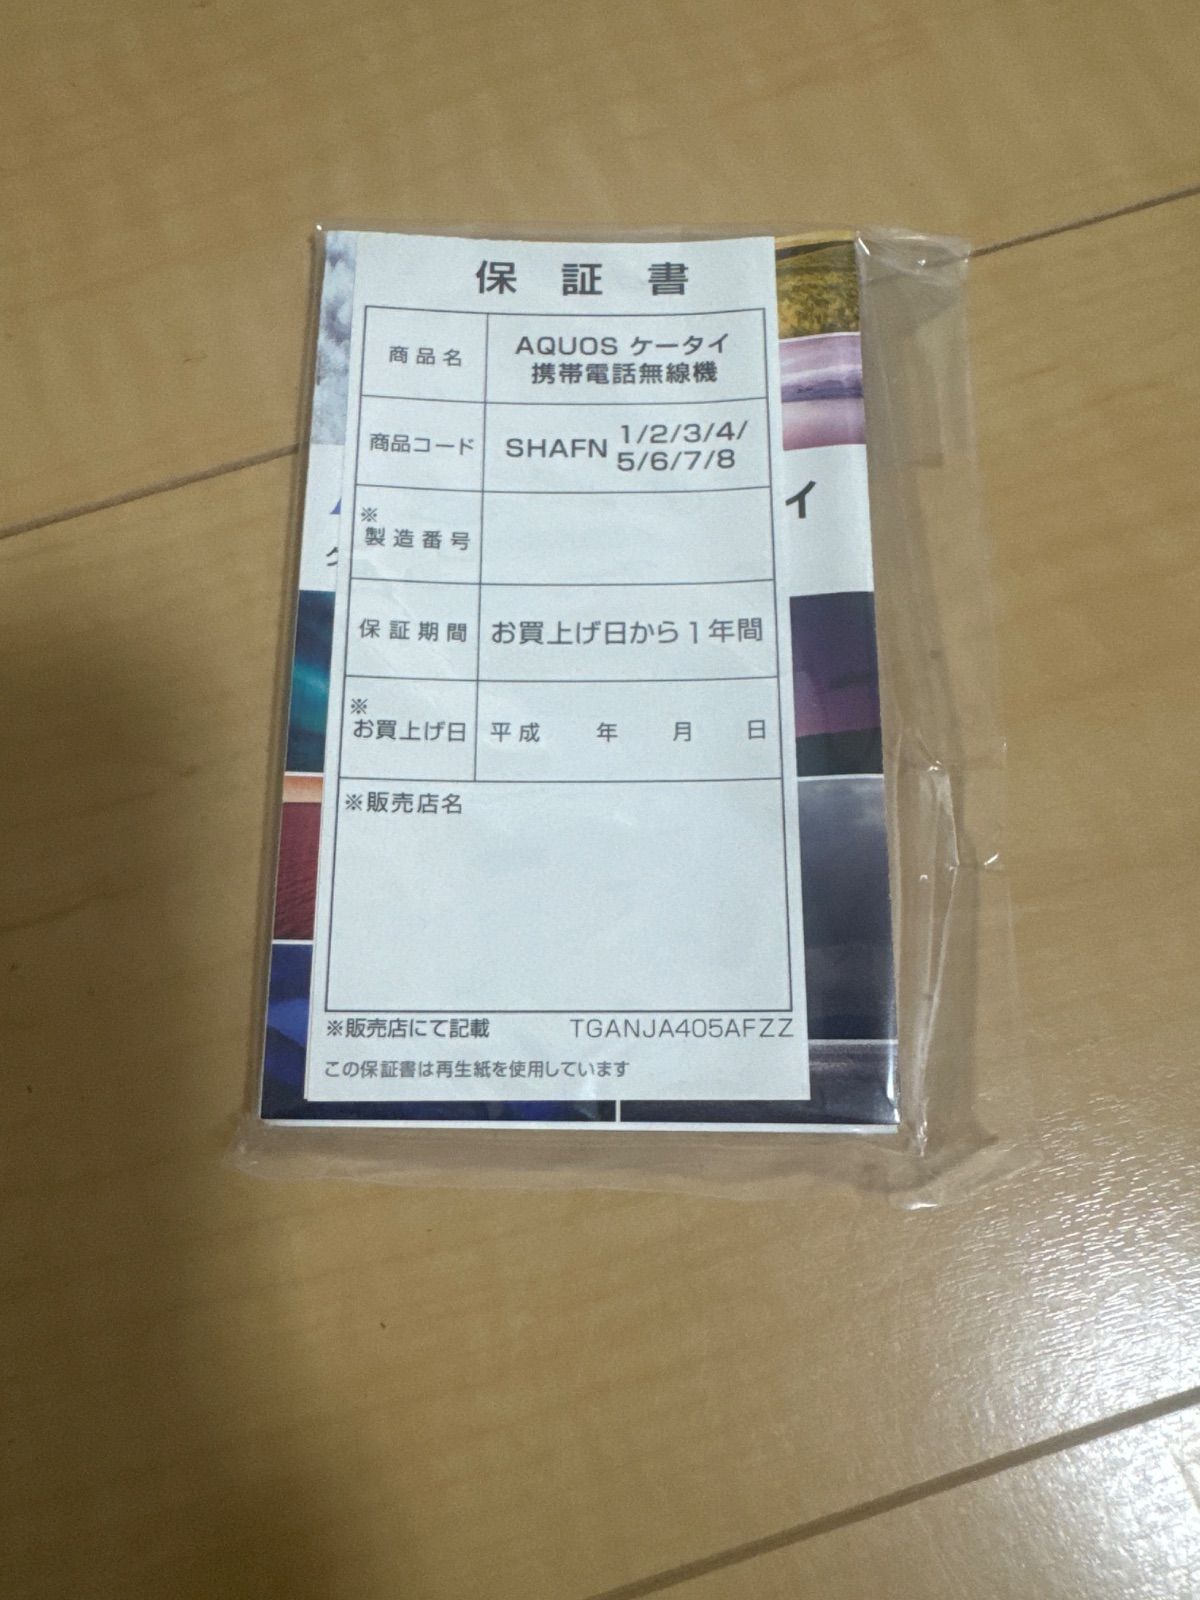 保証書
商品名
AQUOS ケータイ
携帯電話無線機
商品コード
SHAFN 1/2/3/4/
5/6/7/8
※
製造番号
保証期間
お買上げ日から1年間
※
お買上げ日
平成 年 月 日
※販売店名
※販売店にて記載 TGANJA405AFZZ
この保証書は再生紙を使用しています
イ
ク